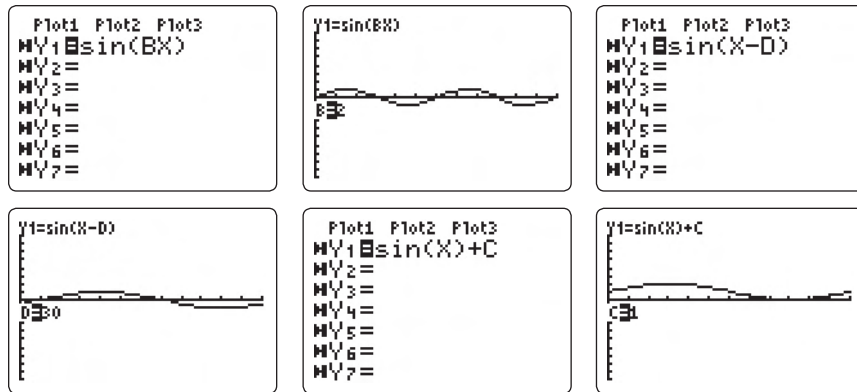 Plot1 Plot2 Plot3
Y1=sin(BX)
Y2=
Y3=
Y4=
Y5=
Y6=
Y7=
Y1=sin(BX)
B=2
Plot1 Plot2 Plot3
Y1=sin(X-D)
Y2=
Y3=
Y4=
Y5=
Y6=
Y7=
Y1=sin(X-D)
D=30
Plot1 Plot2 Plot3
Y1=sin(X)+C
Y2=
Y3=
Y4=
Y5=
Y6=
Y7=
Y1=sin(X)+C
C=1